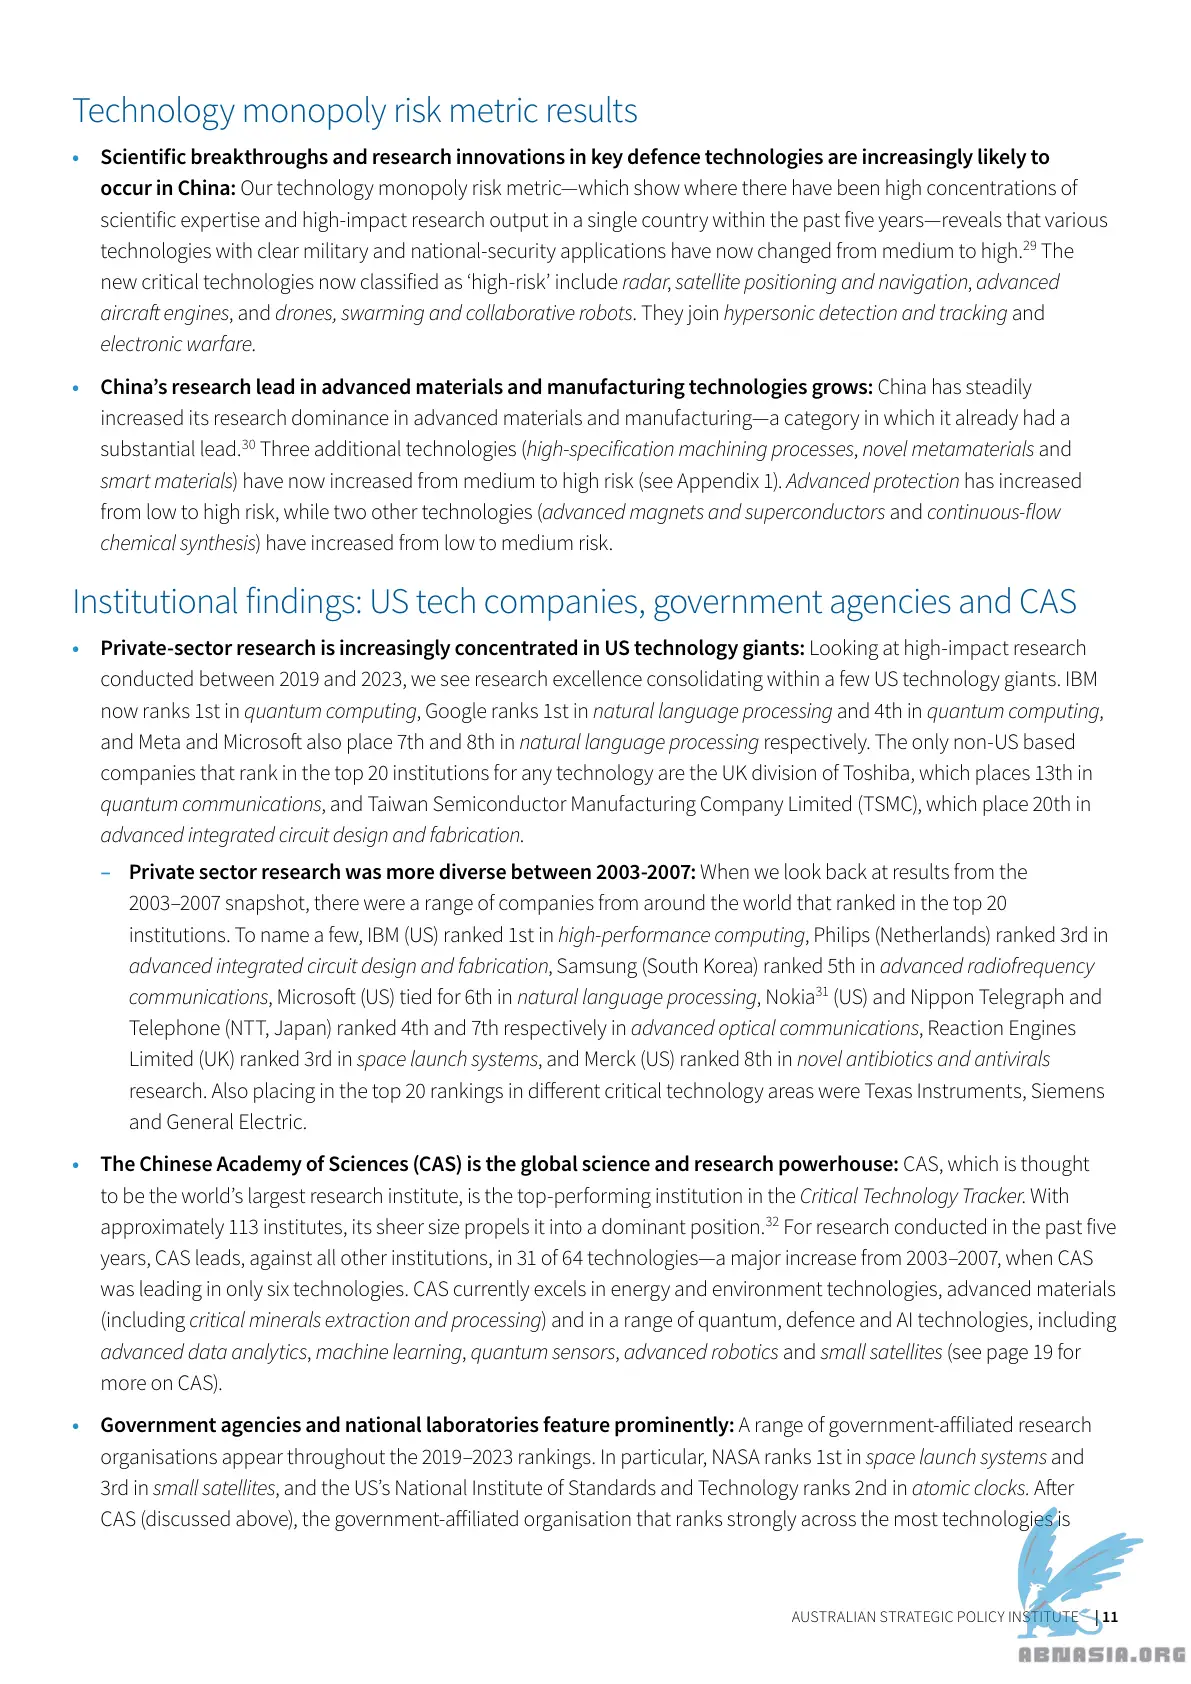 Technology monopoly risk metric results
• Scientific breakthroughs and research innovations in key defence technologies are increasingly likely to
occur in China: Our technology monopoly risk metric—which show where there have been high concentrations of
scientific expertise and high-impact research output in a single country within the past five years—reveals that various
technologies with clear military and national-security applications have now changed from medium to high.29 The
new critical technologies now classified as ‘high-risk’ include radar, satellite positioning and navigation, advanced
aircraft engines, and drones, swarming and collaborative robots. They join hypersonic detection and tracking and
electronic warfare.
• China’s research lead in advanced materials and manufacturing technologies grows: China has steadily
increased its research dominance in advanced materials and manufacturing—a category in which it already had a
substantial lead.30 Three additional technologies (high-specification machining processes, novel metamaterials and
smart materials) have now increased from medium to high risk (see Appendix 1). Advanced protection has increased
from low to high risk, while two other technologies (advanced magnets and superconductors and continuous-flow
chemical synthesis) have increased from low to medium risk.
Institutional findings: US tech companies, government agencies and CAS
• Private-sector research is increasingly concentrated in US technology giants: Looking at high-impact research
conducted between 2019 and 2023, we see research excellence consolidating within a few US technology giants. IBM
now ranks 1st in quantum computing, Google ranks 1st in natural language processing and 4th in quantum computing,
and Meta and Microsoft also place 7th and 8th in natural language processing respectively. The only non-US based
companies that rank in the top 20 institutions for any technology are the UK division of Toshiba, which places 13th in
quantum communications, and Taiwan Semiconductor Manufacturing Company Limited (TSMC), which place 20th in
advanced integrated circuit design and fabrication.
– Private sector research was more diverse between 2003-2007: When we look back at results from the
2003–2007 snapshot, there were a range of companies from around the world that ranked in the top 20
institutions. To name a few, IBM (US) ranked 1st in high-performance computing, Philips (Netherlands) ranked 3rd in
advanced integrated circuit design and fabrication, Samsung (South Korea) ranked 5th in advanced radiofrequency
communications, Microsoft (US) tied for 6th in natural language processing, Nokia31 (US) and Nippon Telegraph and
Telephone (NTT, Japan) ranked 4th and 7th respectively in advanced optical communications, Reaction Engines
Limited (UK) ranked 3rd in space launch systems, and Merck (US) ranked 8th in novel antibiotics and antivirals
research. Also placing in the top 20 rankings in different critical technology areas were Texas Instruments, Siemens
and General Electric.
• The Chinese Academy of Sciences (CAS) is the global science and research powerhouse: CAS, which is thought
to be the world’s largest research institute, is the top-performing institution in the Critical Technology Tracker. With
approximately 113 institutes, its sheer size propels it into a dominant position.32 For research conducted in the past five
years, CAS leads, against all other institutions, in 31 of 64 technologies—a major increase from 2003–2007, when CAS
was leading in only six technologies. CAS currently excels in energy and environment technologies, advanced materials
(including critical minerals extraction and processing) and in a range of quantum, defence and AI technologies, including
advanced data analytics, machine learning, quantum sensors, advanced robotics and small satellites (see page 19 for
more on CAS).
• Government agencies and national laboratories feature prominently: A range of government-affiliated research
organisations appear throughout the 2019–2023 rankings. In particular, NASA ranks 1st in space launch systems and
3rd in small satellites, and the US’s National Institute of Standards and Technology ranks 2nd in atomic clocks. After
CAS (discussed above), the government-affiliated organisation that ranks strongly across the most technologies is
AUSTRALIAN STRATEGIC POLICY INSTITUTE | 11
ABNASIA.ORG